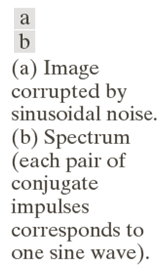 a
b
(a) Image
corrupted by
sinusoidal noise.
(b) Spectrum
(each pair of
conjugate
impulses
corresponds to
one sine wave).